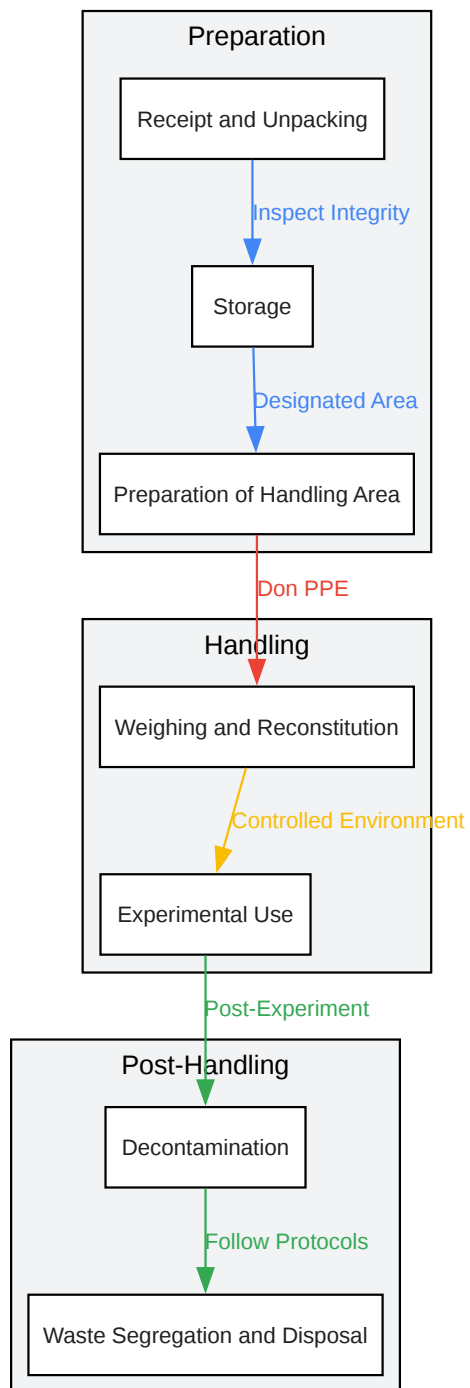 Preparation
Receipt and Unpacking
Inspect Integrity
Storage
Designated Area
Preparation of Handling Area
Don PPE
Handling
Weighing and Reconstitution
Controlled Environment
Experimental Use
Post-Experiment
Post-Handling
Decontamination
Follow Protocols
Waste Segregation and Disposal